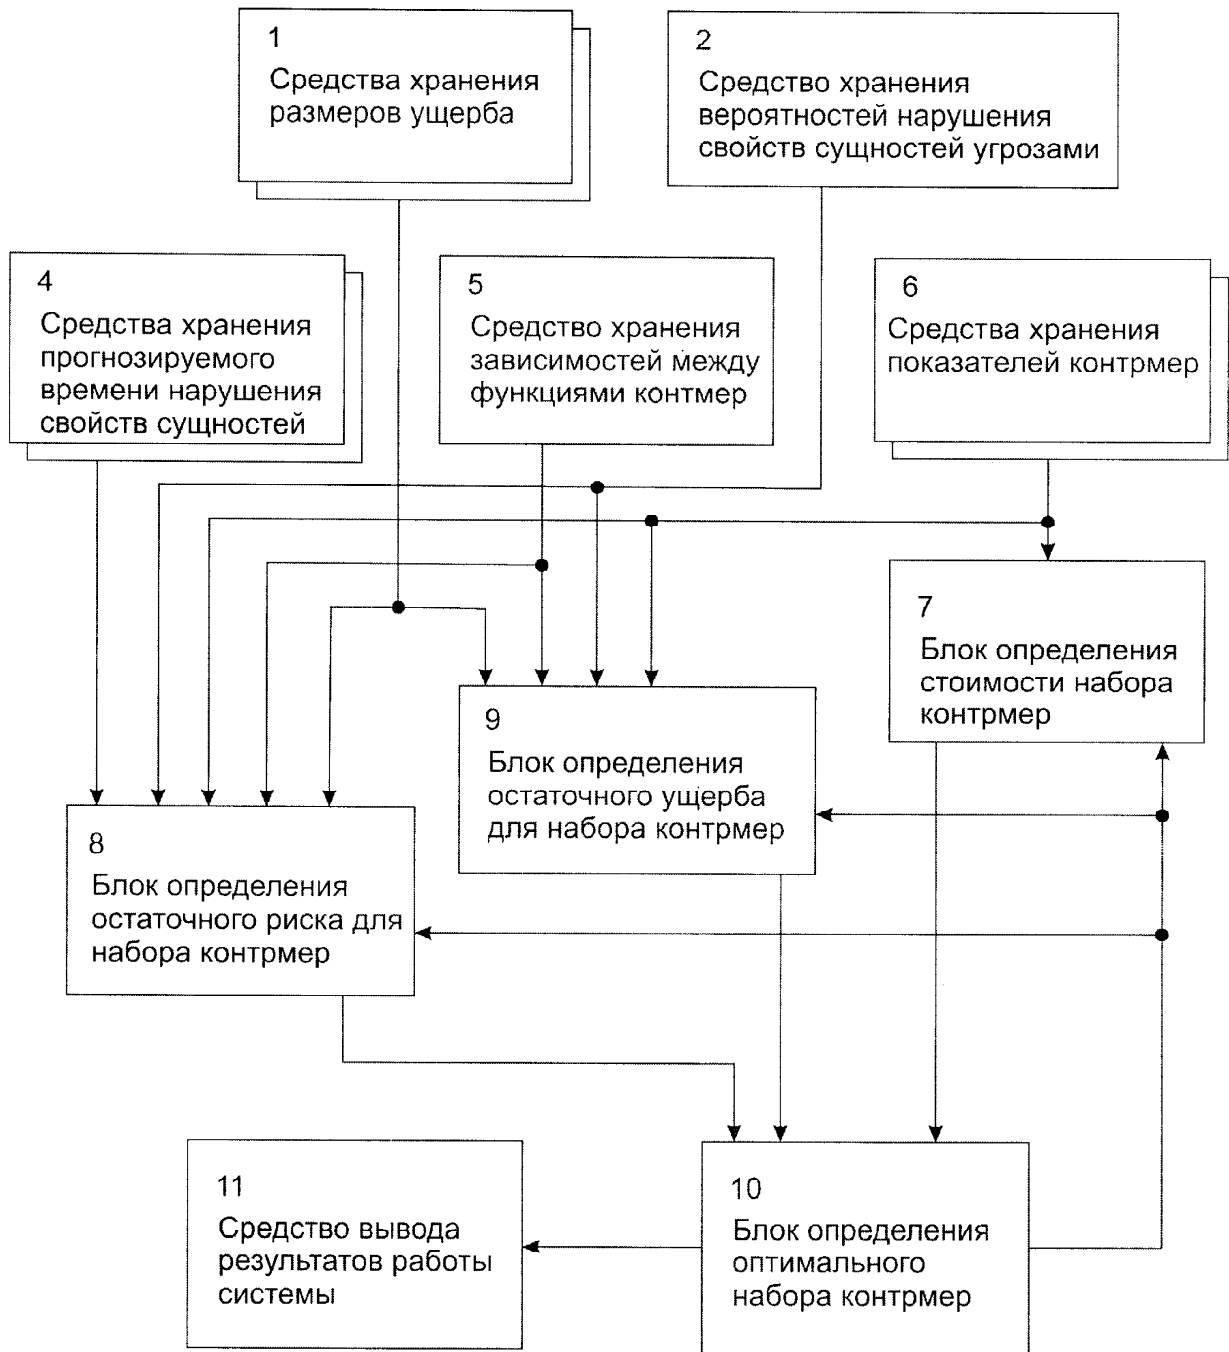 1
Средства хранения
размеров ущерба
2
Средство хранения
вероятностей нарушения
свойств сущностей угрозами
4
Средства хранения
прогнозируемого
времени нарушения
свойств сущностей
5
Средство хранения
зависимостей между
функциями контмер
6
Средства хранения
показателей контрмер
7
Блок определения
стоимости набора
контрмер
9
Блок определения
остаточного ущерба
для набора контрмер
8
Блок определения
остаточного риска для
набора контрмер
11
Средство вывода
результатов работы
системы
10
Блок определения
оптимального
набора контрмер